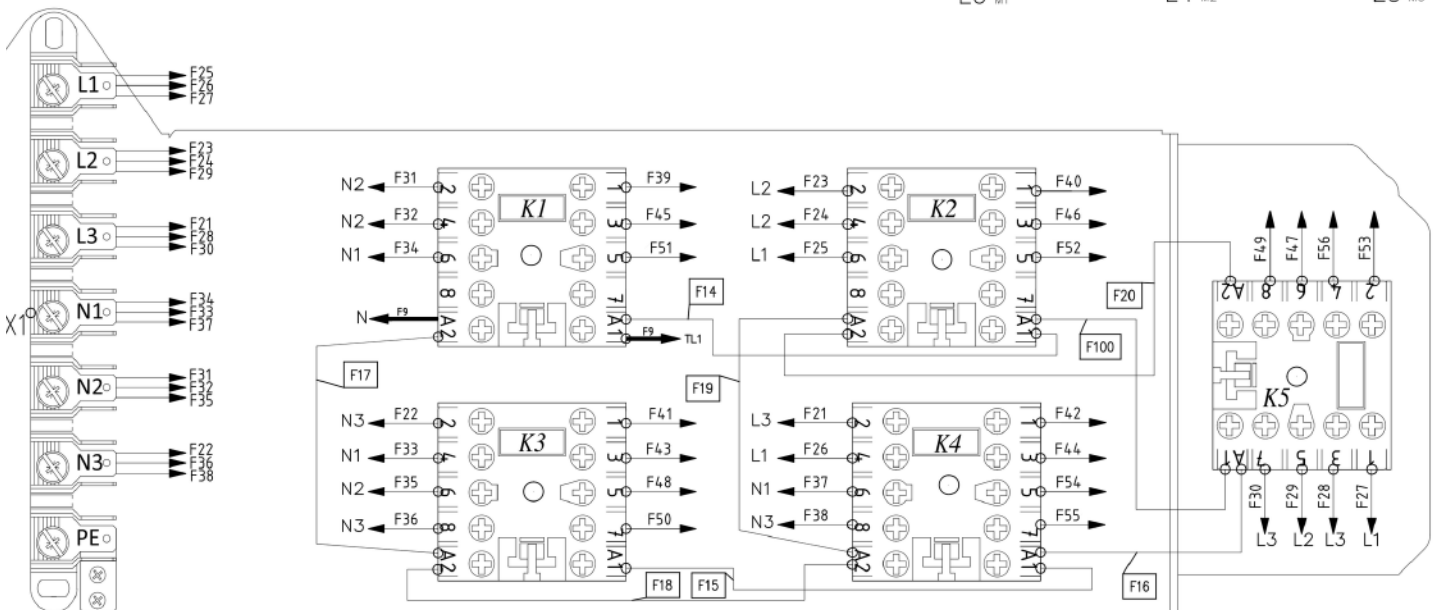 L1
F25
F26
F27
L2
F23
F24
F29
L3
F21
F28
F30
X1
N1
F34
F33
F37
N2
F31
F32
F35
N3
F22
F36
F38
PE
N2 F31 2 K1 1 F39
N2 F32 4 3 F45
N1 F34 6 5 F51
8 7
N F9 A2 A1 F9 TL1
F14
F17
L2 F23 2 K2 1 F40
L2 F24 4 3 F46
L1 F25 6 5 F52
8 7
A2 A1
F20
F100
F19
N3 F22 2 K3 1 F41
N1 F33 4 3 F43
N2 F35 6 5 F48
N3 F36 8 7 F50
A2 A1
F18
F15
L3 F21 2 K4 1 F42
L1 F26 4 3 F44
N1 F37 6 5 F54
N3 F38 8 7 F55
A2 A1
F16
F49 F47 F56 F53
A2 8 6 4 2
K5
A1 7 5 3 1
F30 F29 F28 F27
L3 L2 L3 L1